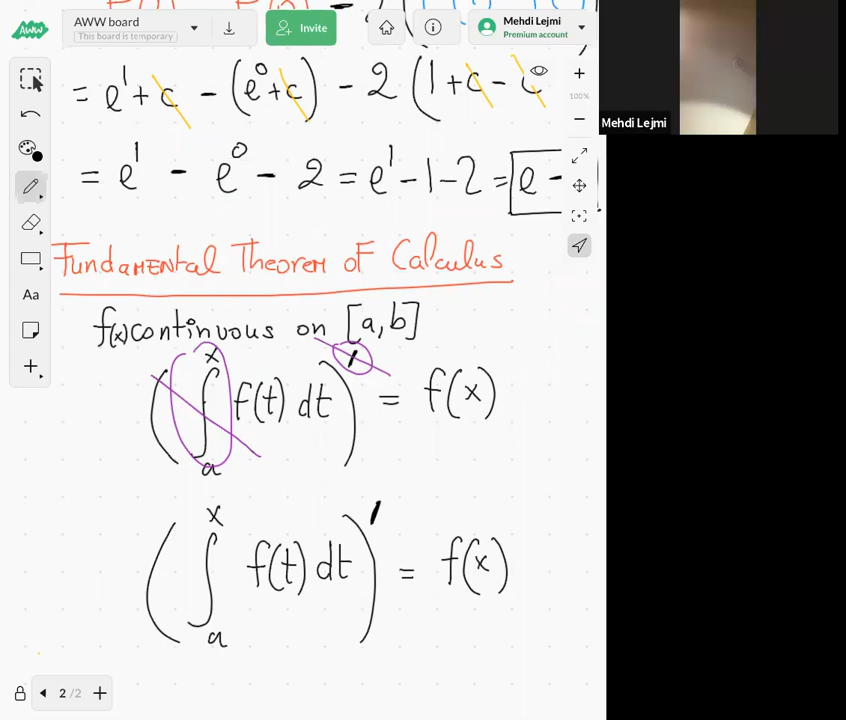 AWW board
This board is temporary
Invite
Mehdi Lejmi
Premium account
AWW
100%
Mehdi Lejmi
= e¹ + c - (e⁰ + c) - 2 (1 + c -
= e¹ - e⁰ - 2 = e¹ - 1 - 2 = e -
Fundamental Theorem of Calculus
f(x) continuous on [a, b]
(∫ₐˣ f(t) dt)' = f(x)
(∫ₐˣ f(t) dt)' = f(x)
Aa
2 / 2